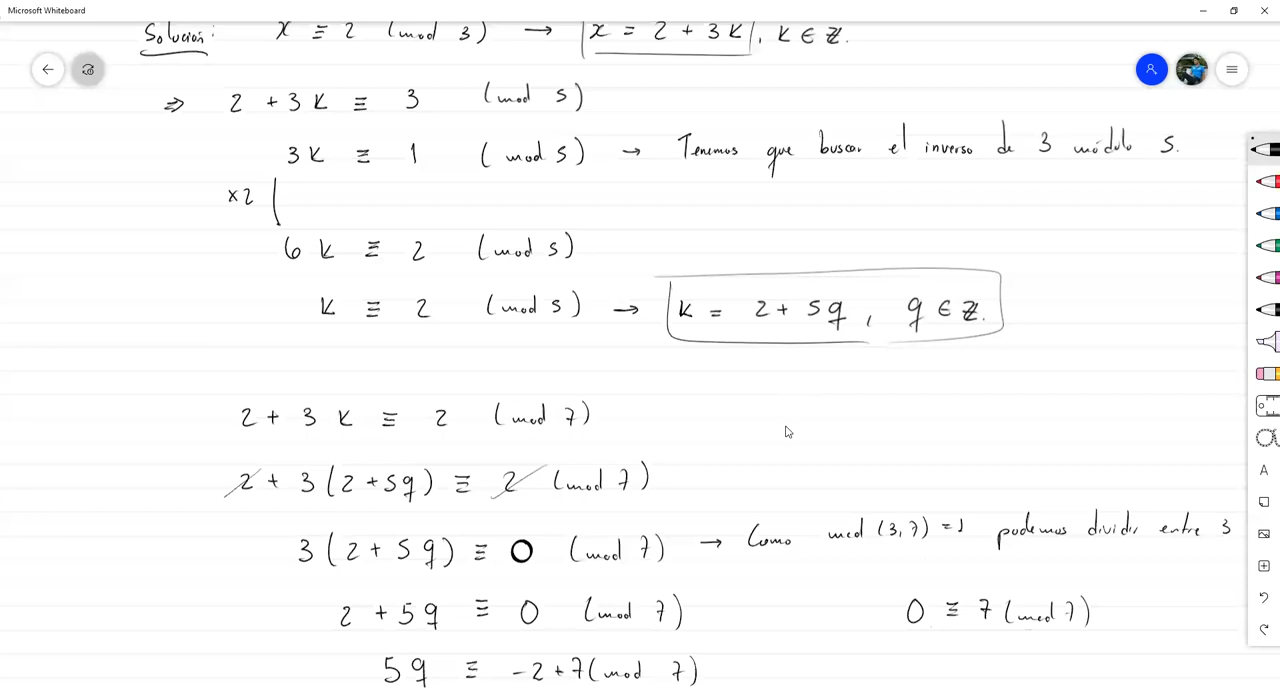 Microsoft Whiteboard
Solución: x ≡ 2 (mod 3) → x = 2 + 3k, k ∈ ℤ.
⇒ 2 + 3k ≡ 3 (mod 5)
3k ≡ 1 (mod 5) → Tenemos que buscar el inverso de 3 módulo 5.
×2
6k ≡ 2 (mod 5)
k ≡ 2 (mod 5) → k = 2 + 5q, q ∈ ℤ.
2 + 3k ≡ 2 (mod 7)
2 + 3(2 + 5q) ≡ 2 (mod 7)
3(2 + 5q) ≡ 0 (mod 7) → Como mcd (3, 7) = 1 podemos dividir entre 3
2 + 5q ≡ 0 (mod 7) 0 ≡ 7 (mod 7)
5q ≡ -2 + 7 (mod 7)
A